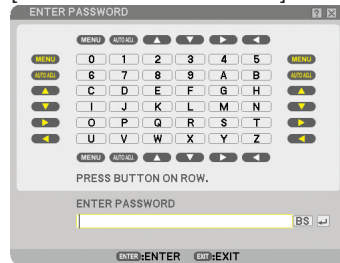 ENTER PASSWORD
MENU AUTO ADJ.
MENU 0 1 2 3 4 5 MENU
AUTO ADJ. 6 7 8 9 A B AUTO ADJ.
C D E F G H
I J K L M N
O P Q R S T
U V W X Y Z
MENU AUTO ADJ.
PRESS BUTTON ON ROW.
ENTER PASSWORD
BS
ENTER :ENTER EXIT :EXIT